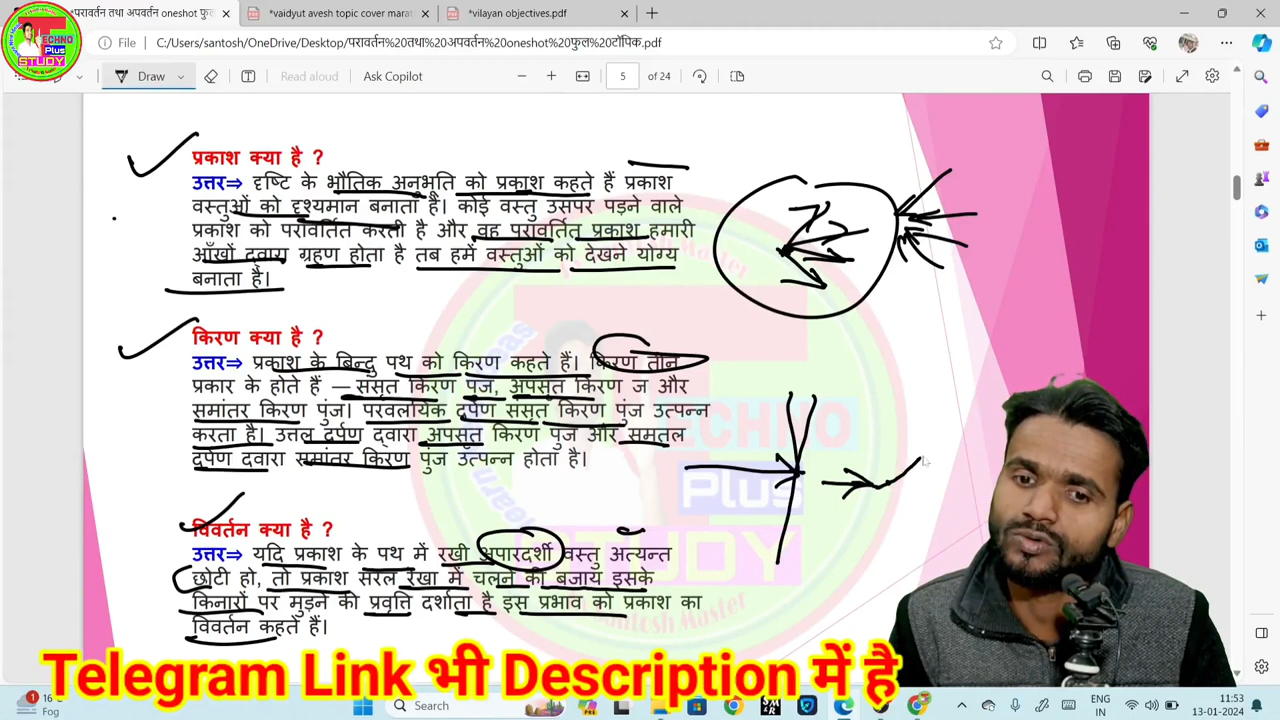 *परावर्तन तथा अपवर्तन oneshot फुल
*vaidyut avesh topic cover marat
vilayan objectives.pdf
TECHNO
Plus
STUDY
File
C:/Users/santosh/OneDrive/Desktop/परावर्तन%20तथा%20अपवर्तन%20oneshot%20फुल%20टॉपिक.pdf
Draw
Read aloud
Ask Copilot
5 of 24
प्रकाश क्या है ?
उत्तर⇒ दृष्टि के भौतिक अनुभूति को प्रकाश कहते हैं प्रकाश
वस्तुओं को दृश्यमान बनाता है। कोई वस्तु उसपर पड़ने वाले
प्रकाश को परावर्तित करती है और वह परावर्तित प्रकाश हमारी
आँखों द्वारा ग्रहण होता है तब हमें वस्तुओं को देखने योग्य
बनाता है।
किरण क्या है ?
उत्तर⇒ प्रकाश के बिन्दु पथ को किरण कहते हैं। किरण तीन
प्रकार के होते हैं — संसृत किरण पुंज, अपसृत किरण ज और
समांतर किरण पुंज। परवलयिक दर्पण संसृत किरण पुंज उत्पन्न
करता है। उत्तल दर्पण द्वारा अपसृत किरण पुंज और समतल
दर्पण दवारा समांतर किरण पुंज उत्पन्न होता है।
विवर्तन क्या है ?
उत्तर⇒ यदि प्रकाश के पथ में रखी अपारदर्शी वस्तु अत्यन्त
छोटी हो, तो प्रकाश सरल रेखा में चलने की बजाय इसके
किनारों पर मुड़ने की प्रवृत्ति दर्शाता है इस प्रभाव को प्रकाश का
विवर्तन कहते हैं।
TECHNO
Plus
STUDY
Telegram Link भी Description में है
Fog
Search
ENG
IN
11:53
13-01-2024